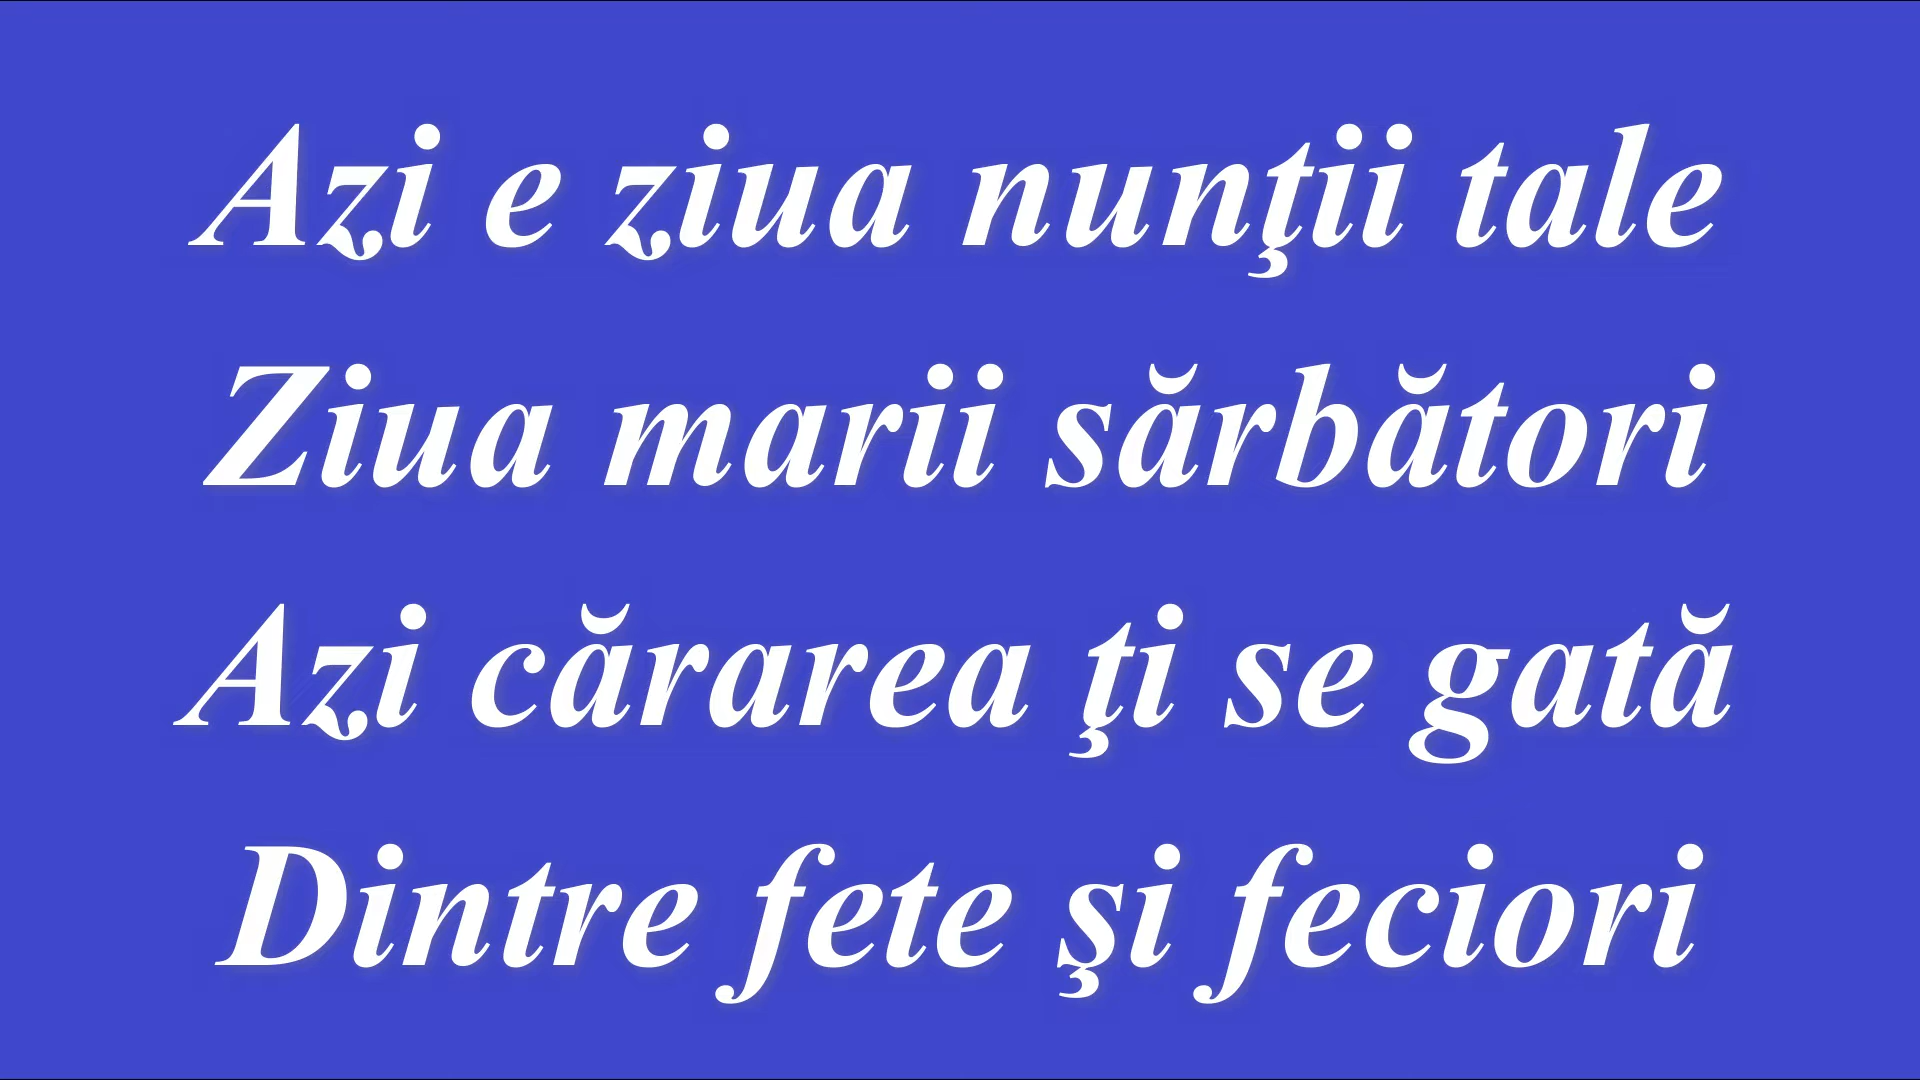 Azi e ziua nunţii tale
Ziua marii sărbători
Azi cărarea ţi se gată
Dintre fete şi feciori